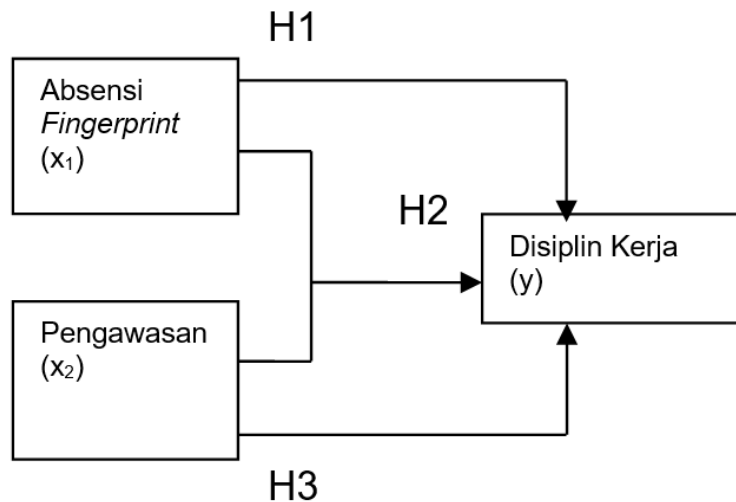 H1
Absensi
Fingerprint
(x₁)
H2
Disiplin Kerja
(y)
Pengawasan
(x₂)
H3